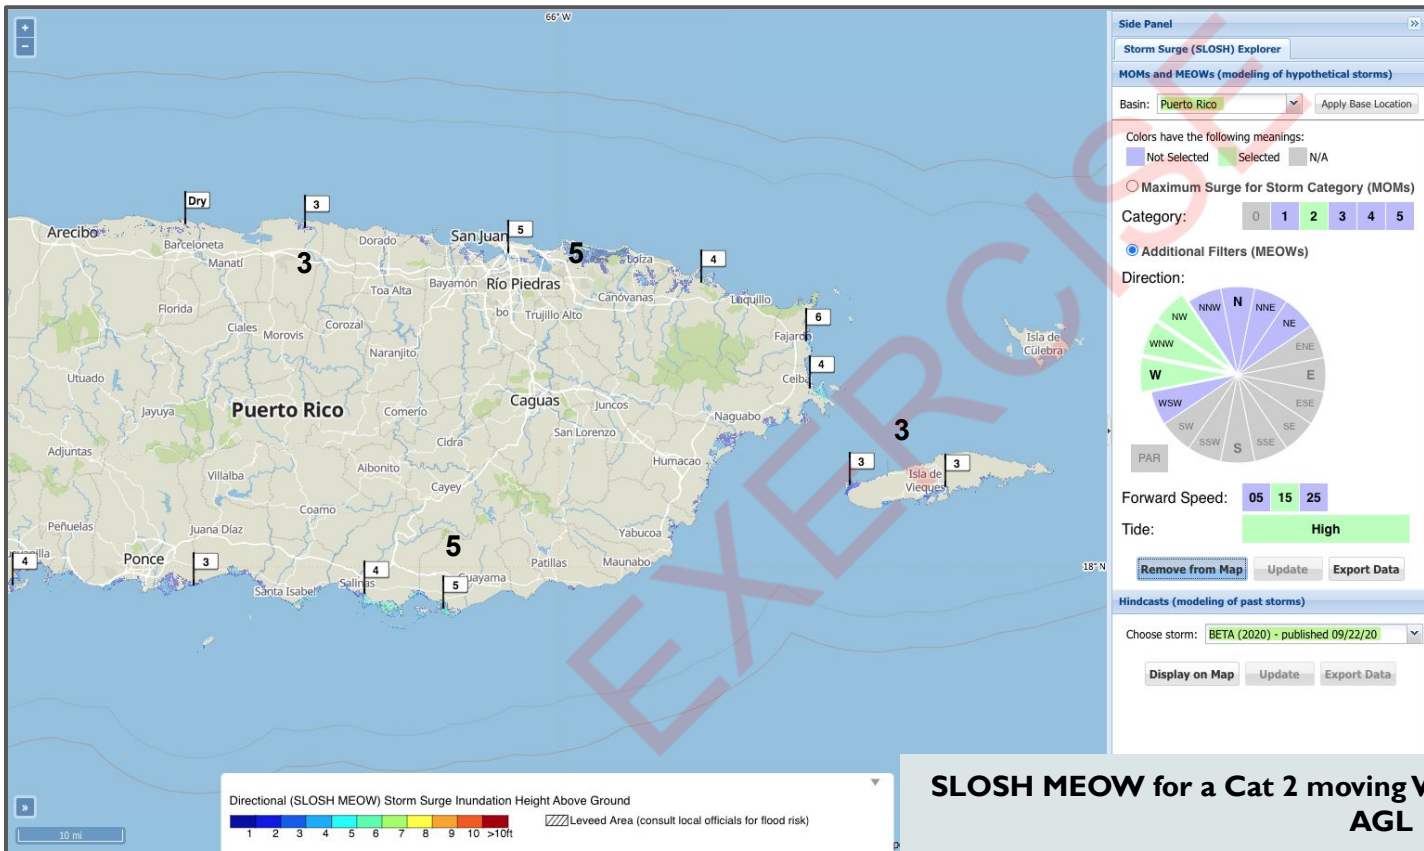 66° W
+
−
Dry
3
5
Arecibo
Barceloneta
Dorado
San Juan
Manatí
3
5
Loíza
4
Toa Alta
Bayamón
Río Piedras
Canóvanas
Luquillo
Florida
bo
Trujillo Alto
6
Ciales
Morovis
Corozal
Fajardo
Isla de
Culebra
Naranjito
4
Utuado
Ceiba
Jayuya
Puerto Rico
Comerío
Caguas
Juncos
Naguabo
Cidra
San Lorenzo
3
Adjuntas
Aibonito
Humacao
3
3
Villalba
Cayey
Isla de
Vieques
Coamo
Peñuelas
Juana Díaz
5
Yabucoa
4
Ponce
3
4
Patillas
Maunabo
18° N
Salinas
5
Guayama
Santa Isabel
»
10 mi
EXERCISE
Side Panel
»
Storm Surge (SLOSH) Explorer
MOMs and MEOWs (modeling of hypothetical storms)
Basin: Puerto Rico Apply Base Location
Colors have the following meanings:
Not Selected Selected N/A
Maximum Surge for Storm Category (MOMs)
Category: 0 1 2 3 4 5
Additional Filters (MEOWs)
Direction:
NW NNW N NNE NE
WNW ENE
W E
WSW ESE
SW SSW S SSE SE
PAR
Forward Speed: 05 15 25
Tide: High
Remove from Map Update Export Data
Hindcasts (modeling of past storms)
Choose storm: BETA (2020) - published 09/22/20
Display on Map Update Export Data
Directional (SLOSH MEOW) Storm Surge Inundation Height Above Ground
Leveed Area (consult local officials for flood risk)
1 2 3 4 5 6 7 8 9 10 >10ft
SLOSH MEOW for a Cat 2 moving
AGL